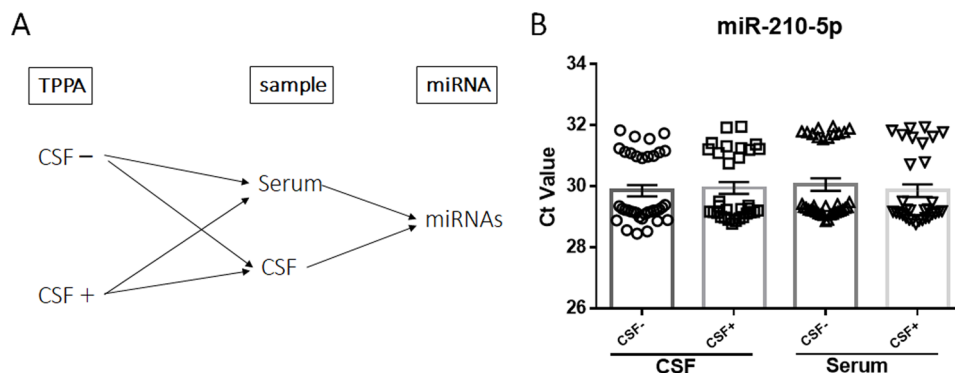 A
TPPA
sample
miRNA
CSF −
Serum
miRNAs
CSF
CSF +
B
miR-210-5p
Ct Value
34
32
30
28
26
CSF-
CSF+
CSF-
CSF+
CSF
Serum